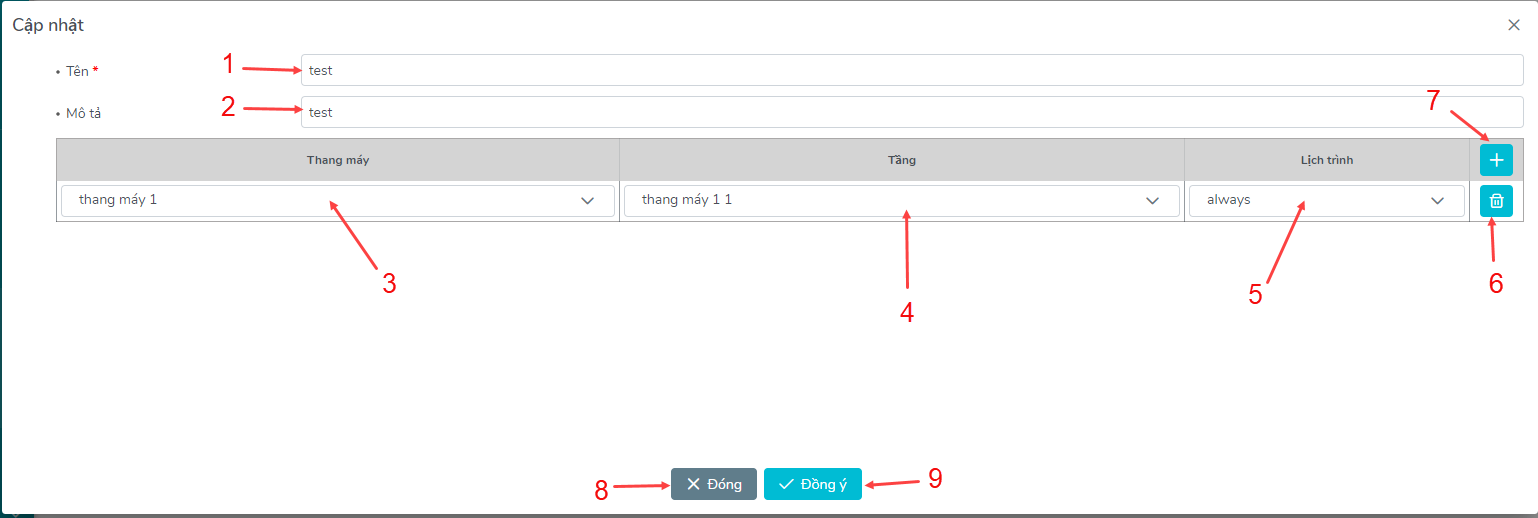 Cập nhật
1
• Tên *
test
2
• Mô tả
test
7
Thang máy
Tầng
Lịch trình
thang máy 1
thang máy 1 1
always
3
4
5
6
8
Đóng
Đồng ý
9